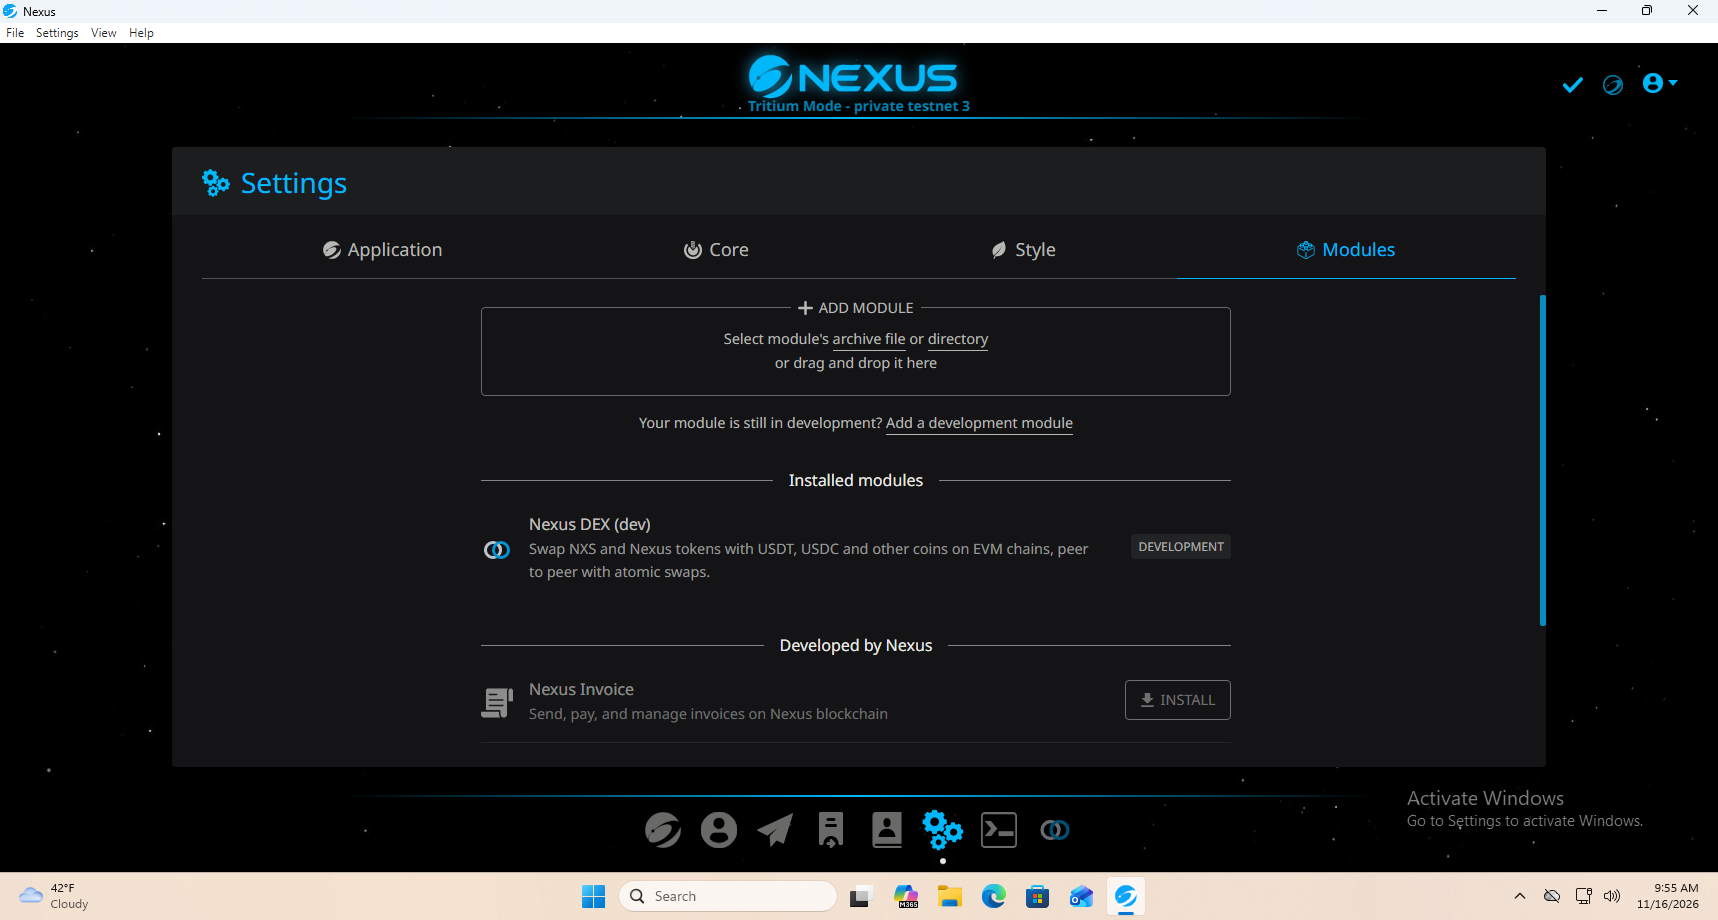 Nexus
File Settings View Help
NEXUS
Tritium Mode - private testnet 3
Settings
Application Core Style Modules
ADD MODULE
Select module's archive file or directory
or drag and drop it here
Your module is still in development? Add a development module
Installed modules
Nexus DEX (dev)
Swap NXS and Nexus tokens with USDT, USDC and other coins on EVM chains, peer
to peer with atomic swaps.
DEVELOPMENT
Developed by Nexus
Nexus Invoice
Send, pay, and manage invoices on Nexus blockchain
INSTALL
Activate Windows
Go to Settings to activate Windows.
42°F
Cloudy
Search
M365
9:55 AM
11/16/2026